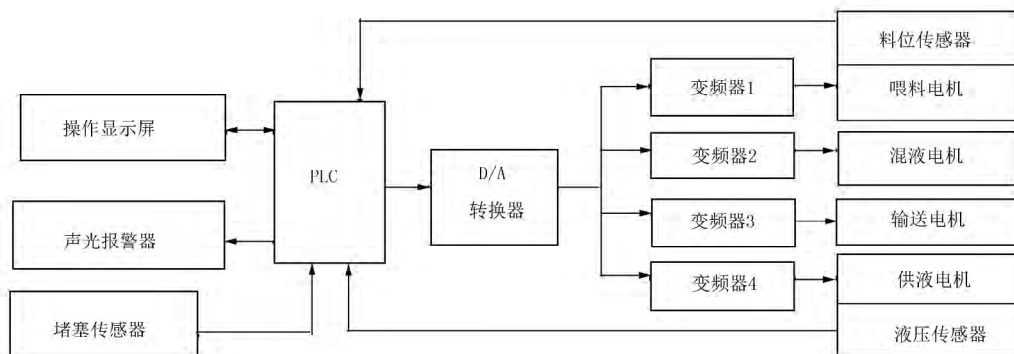 料位传感器
变频器1
喂料电机
操作显示屏
PLC
D/A
转换器
变频器2
混液电机
声光报警器
变频器3
输送电机
变频器4
供液电机
堵塞传感器
液压传感器